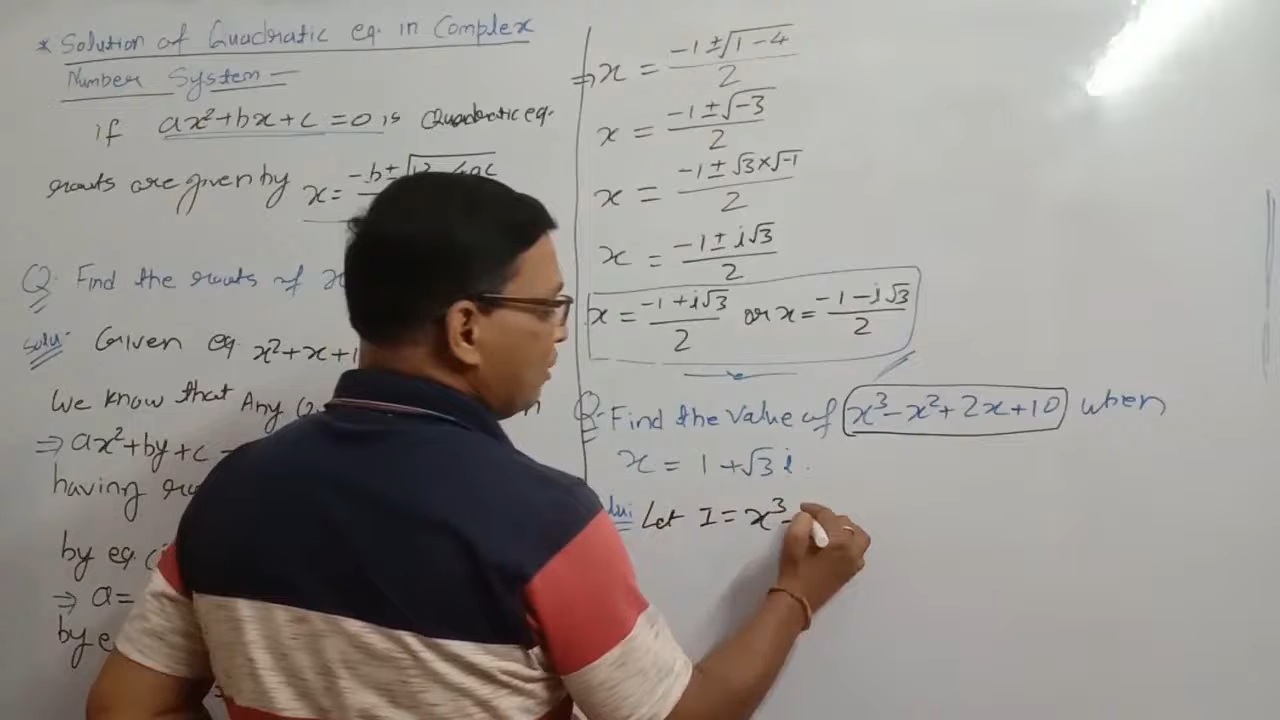 * Solution of Quadratic eq. in Complex
Number System —
if ax²+bx+c = 0 is Quadratic eq.
roots are given by x = -b ±
Q. Find the roots of
Solu:- Given eq x²+x+1
We know that Any
⇒ ax²+by+c
having
by eq
⇒ a=
by e
⇒ x = (-1 ± √(1-4))/2
x = (-1 ± √-3)/2
x = (-1 ± √3 × √-1)/2
x = (-1 ± i√3)/2
x = (-1 + i√3)/2 or x = (-1 - i√3)/2
Q. Find the value of x³-x²+2x+10 when
x = 1 + √3 i.
Let I = x³-